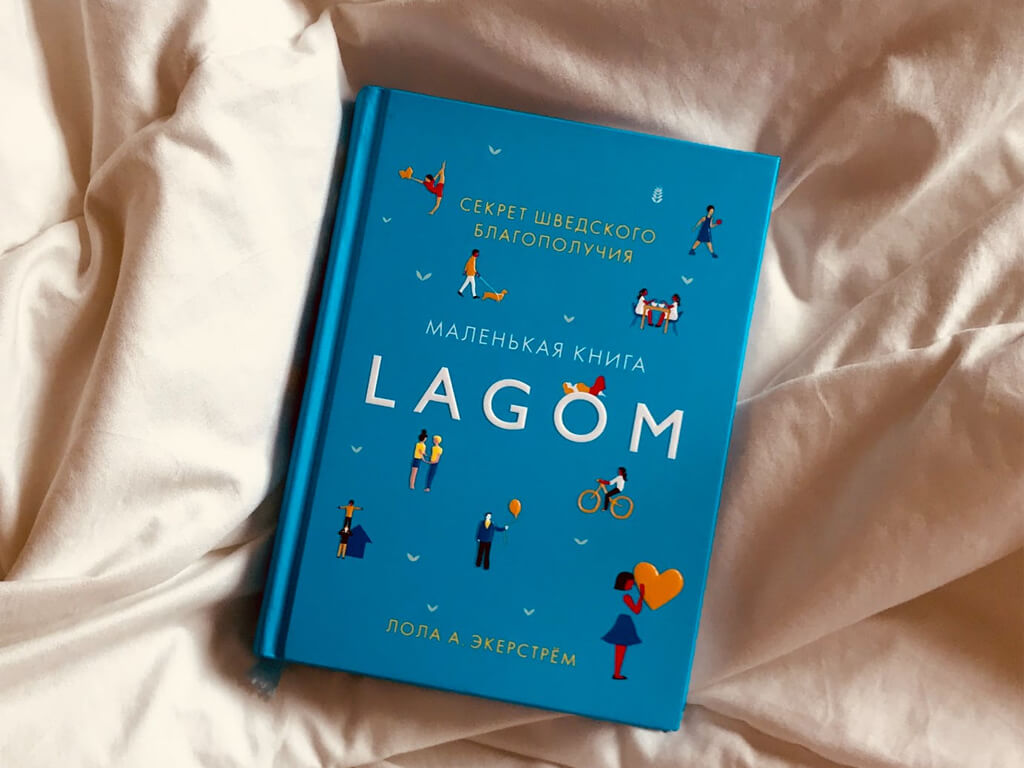 СЕКРЕТ ШВЕДСКОГО
БЛАГОПОЛУЧИЯ
МАЛЕНЬКАЯ КНИГА
LAGOM
ЛОЛА А. ЭКЕРСТРЁМ